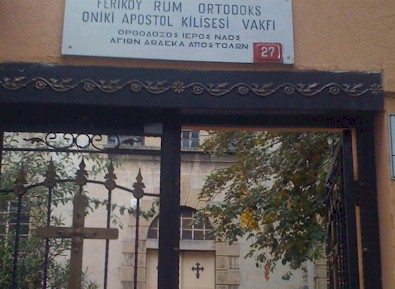 FERİKÖY RUM ORTODOKS
ONİKİ APOSTOL KİLİSESİ VAKFI
ΟΡΘΟΔΟΞΟΣ ΙΕΡΟΣ ΝΑΟΣ
ΑΓΙΩΝ ΔΩΔΕΚΑ ΑΠΟΣΤΟΛΩΝ
27